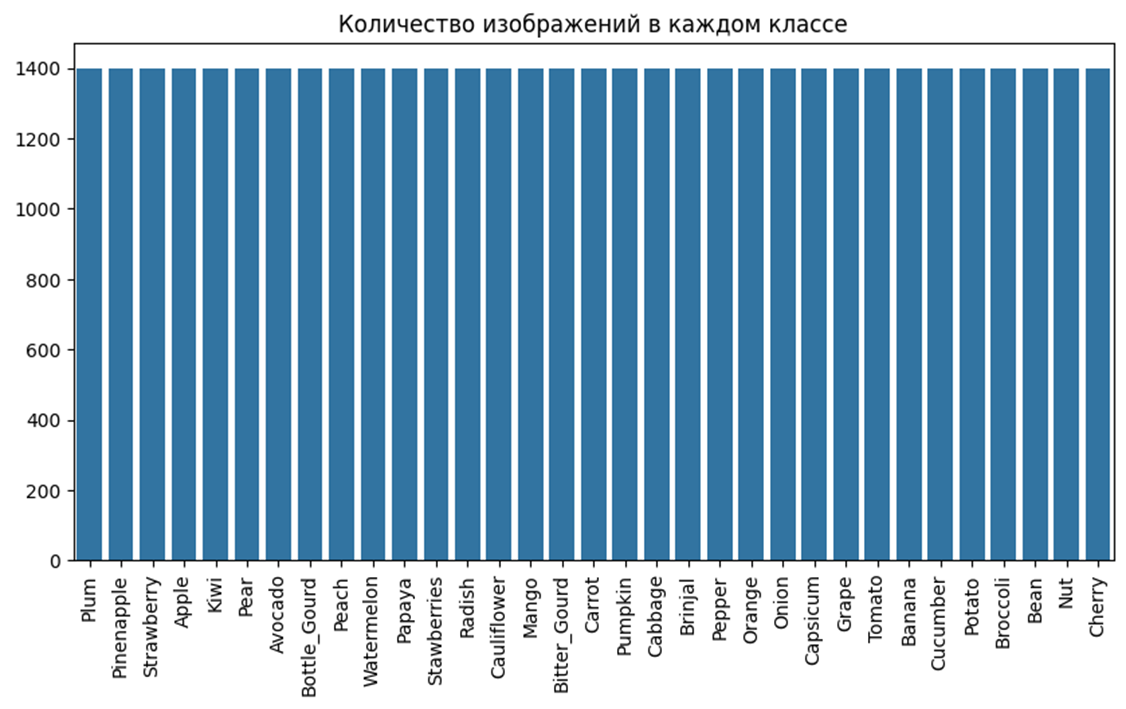 Количество изображений в каждом классе
1400
1200
1000
800
600
400
200
0
Plum
Pinenapple
Strawberry
Apple
Kiwi
Pear
Avocado
Bottle_Gourd
Peach
Watermelon
Papaya
Stawberries
Radish
Cauliflower
Mango
Bitter_Gourd
Carrot
Pumpkin
Cabbage
Brinjal
Pepper
Orange
Onion
Capsicum
Grape
Tomato
Banana
Cucumber
Potato
Broccoli
Bean
Nut
Cherry